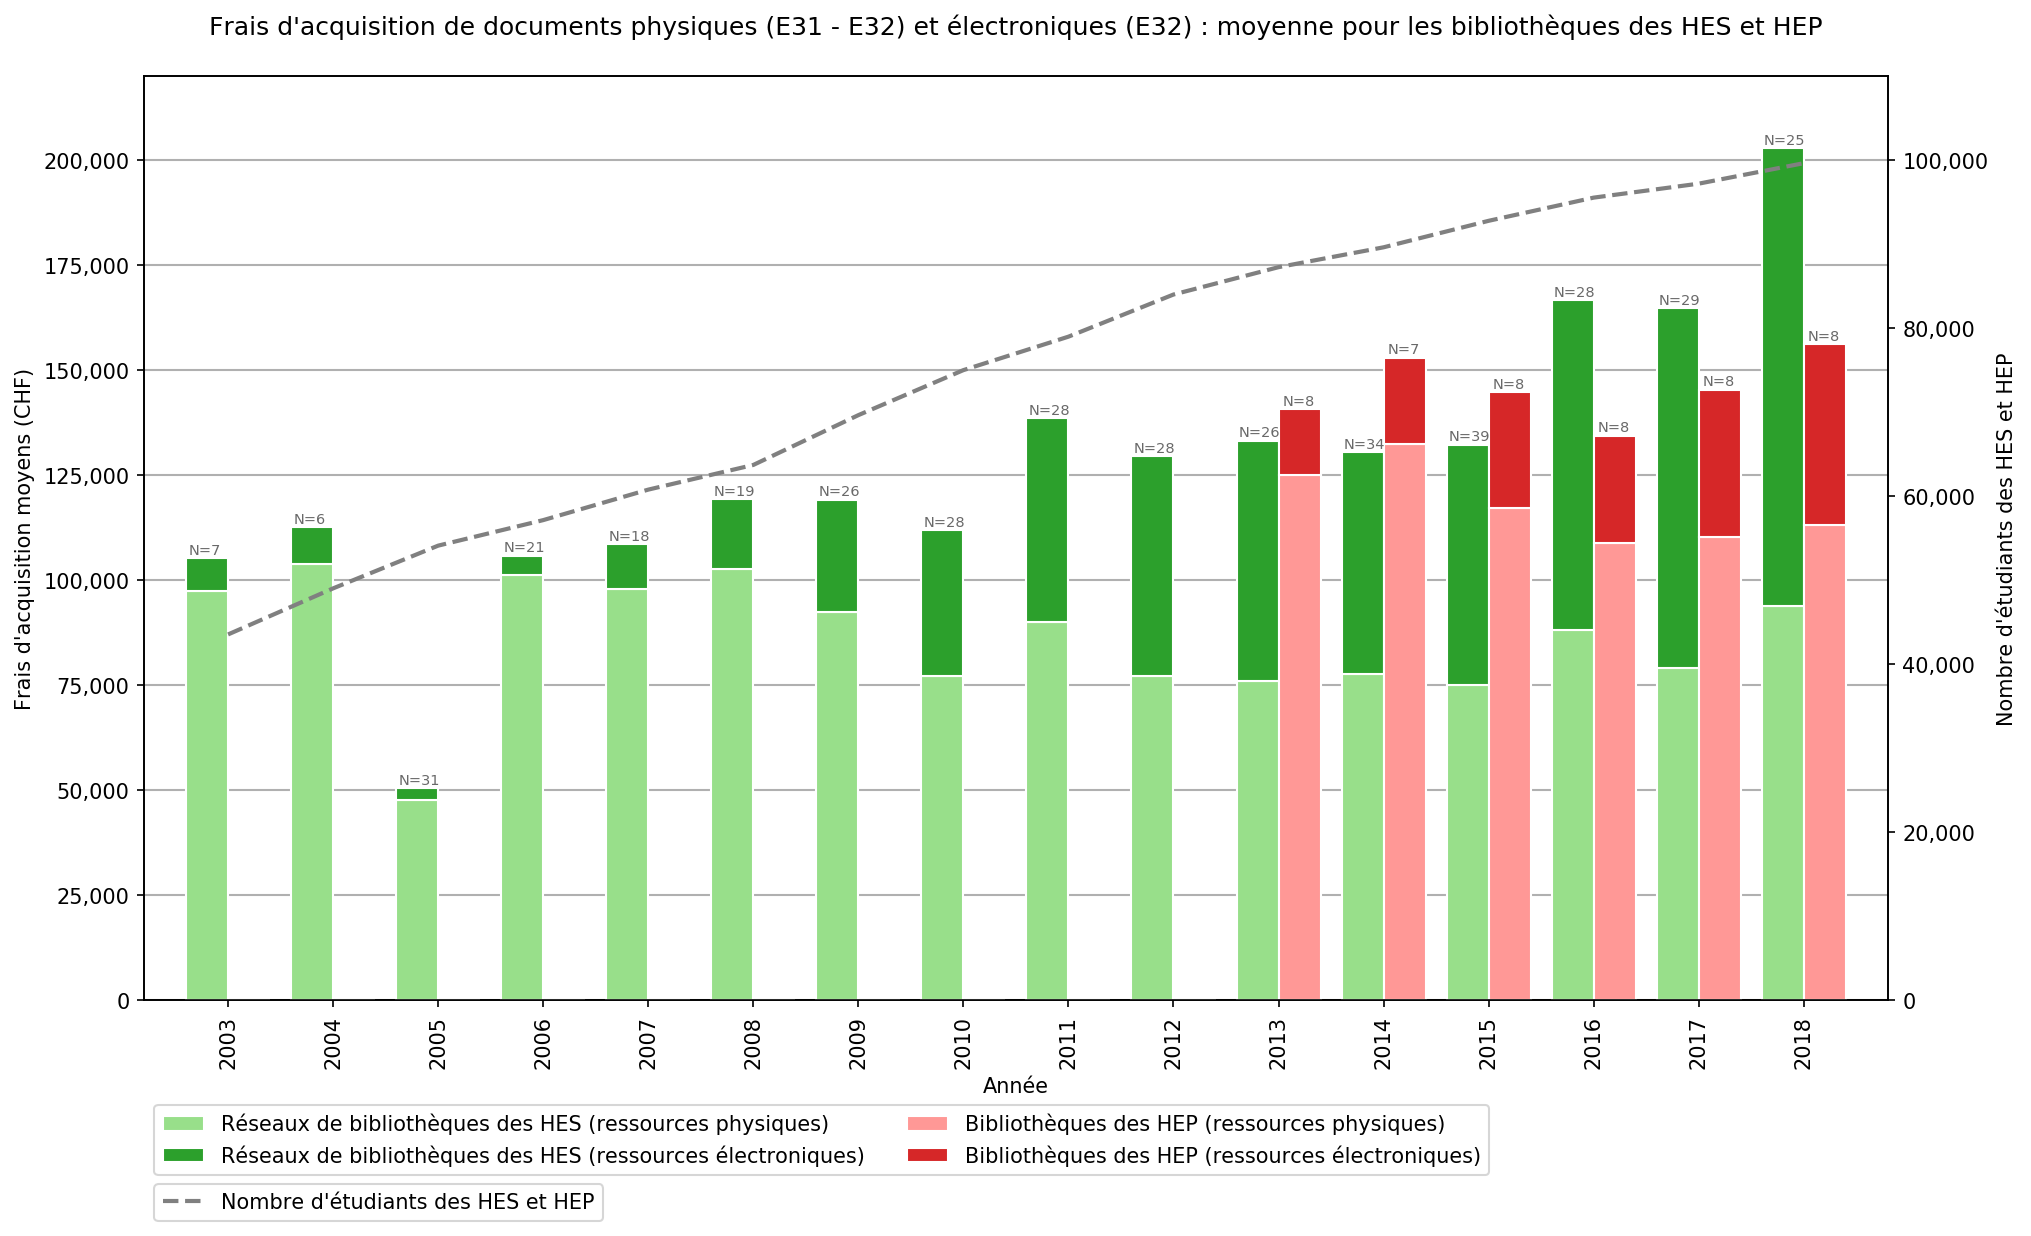 Frais d'acquisition de documents physiques (E31 - E32) et électroniques (E32) : moyenne pour les bibliothèques des HES et HEP
Frais d'acquisition moyens (CHF)
200,000
175,000
150,000
125,000
100,000
75,000
50,000
25,000
0
N=7
N=6
N=31
N=21
N=18
N=19
N=26
N=28
N=28
N=28
N=26
N=8
N=34
N=7
N=39
N=8
N=28
N=8
N=29
N=8
N=25
N=8
100,000
80,000
60,000
40,000
20,000
0
Nombre d'étudiants des HES et HEP
2003
2004
2005
2006
2007
2008
2009
2010
2011
2012
2013
2014
2015
2016
2017
2018
Année
Réseaux de bibliothèques des HES (ressources physiques)
Réseaux de bibliothèques des HES (ressources électroniques)
Bibliothèques des HEP (ressources physiques)
Bibliothèques des HEP (ressources électroniques)
Nombre d'étudiants des HES et HEP